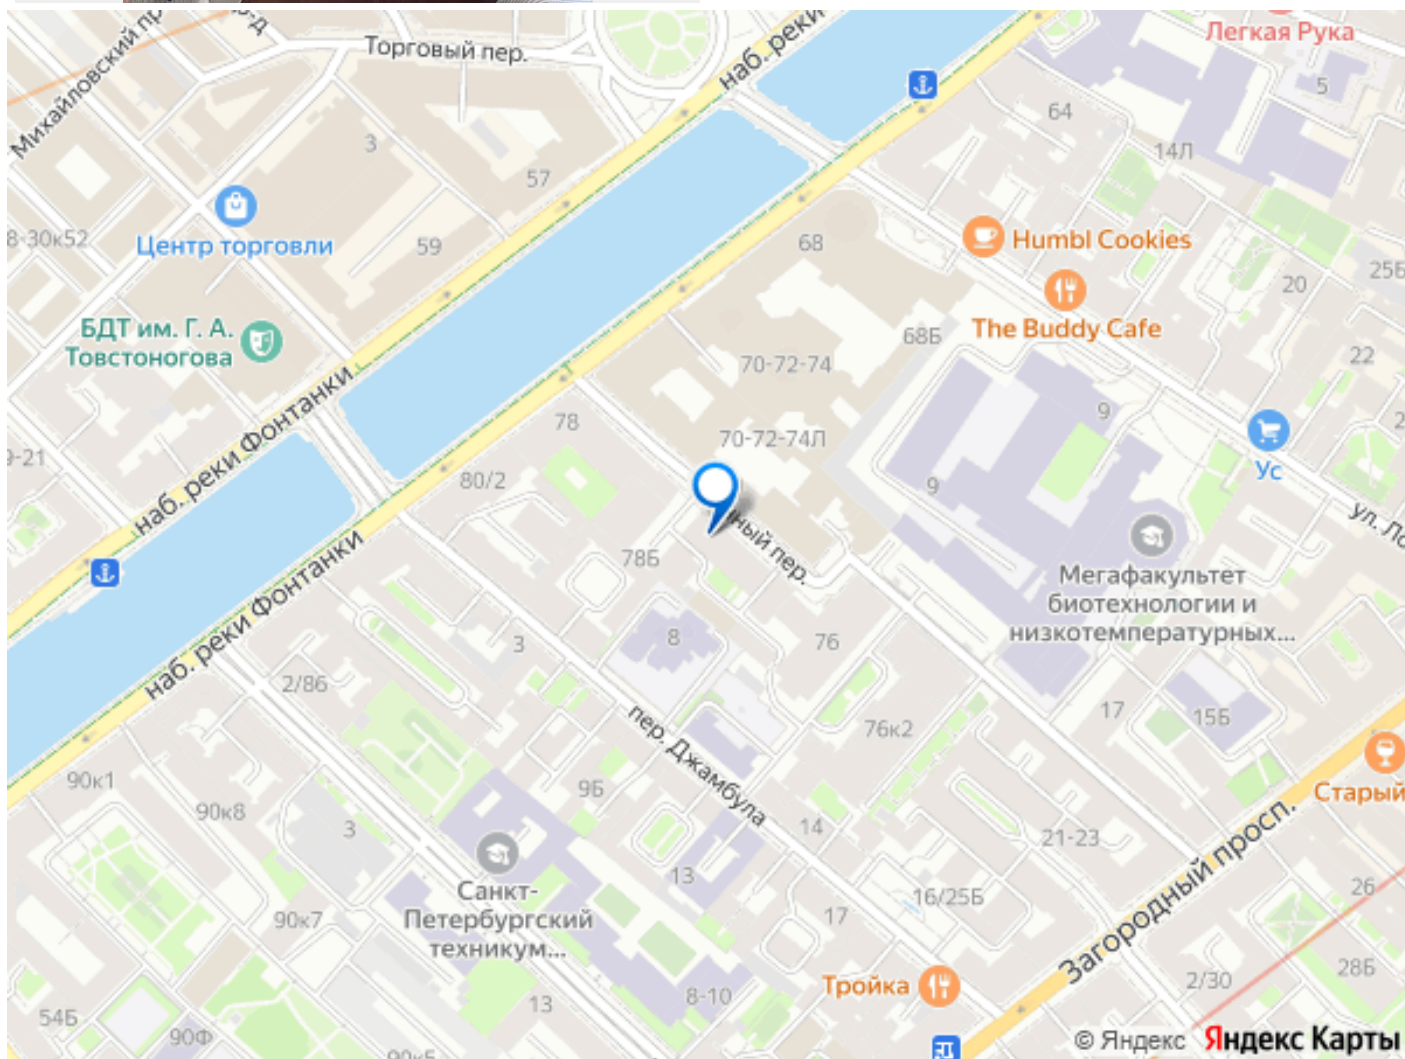 Михайловский пр
Торговый пер.
наб. реки
Легкая Рука
5
64
3
14Л
57
8-30к52
Центр торговли
59
68
Humbl Cookies
25Б
20
БДТ им. Г. А.
Товстоногова
68Б
The Buddy Cafe
70-72-74
22
наб. реки Фонтанки
78
9
70-72-74Л
9-21
80/2
9
Ус
ный пер.
ул. Ло
78Б
наб. реки Фонтанки
Мегафакультет
биотехнологии и
низкотемпературных...
8
3
76
2/86
17
15Б
пер. Джамбула
76к2
90к1
9Б
Старый
90к8
3
14
21-23
Загородный просп.
13
Санкт-
Петербургский
техникум...
16/25Б
26
90к7
17
Тройка
28Б
2/30
54Б
13
8-10
90Ф
90к5
© Яндекс Яндекс Карты